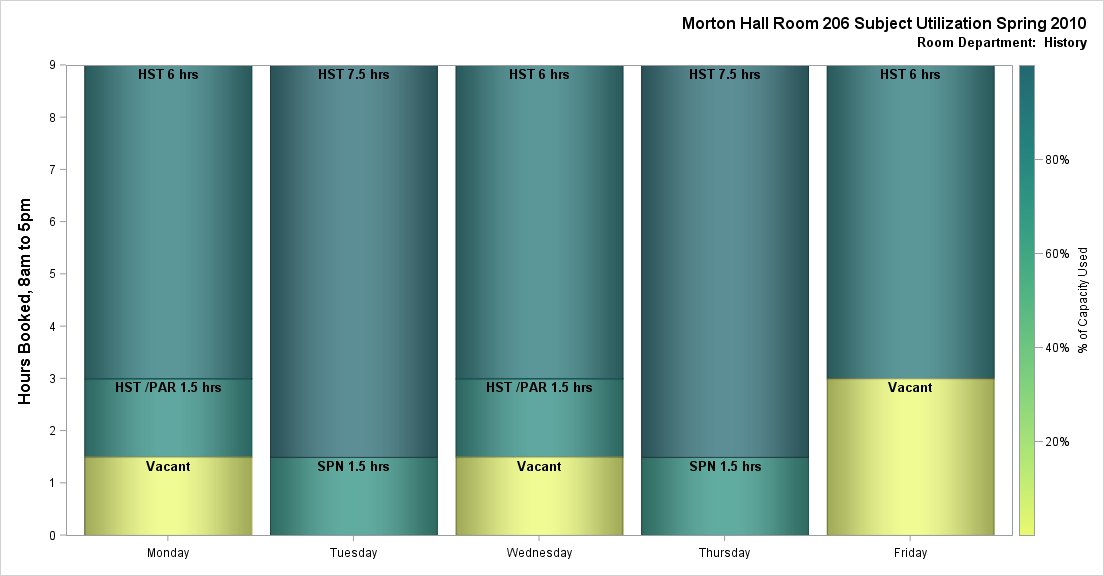 Morton Hall Room 206 Subject Utilization Spring 2010
Room Department:  History
Hours Booked, 8am to 5pm
9
8
7
6
5
4
3
2
1
0
HST 6 hrs
HST 7.5 hrs
HST 6 hrs
HST 7.5 hrs
HST 6 hrs
HST /PAR 1.5 hrs
HST /PAR 1.5 hrs
Vacant
Vacant
SPN 1.5 hrs
Vacant
SPN 1.5 hrs
Monday
Tuesday
Wednesday
Thursday
Friday
80%
60%
40%
20%
% of Capacity Used